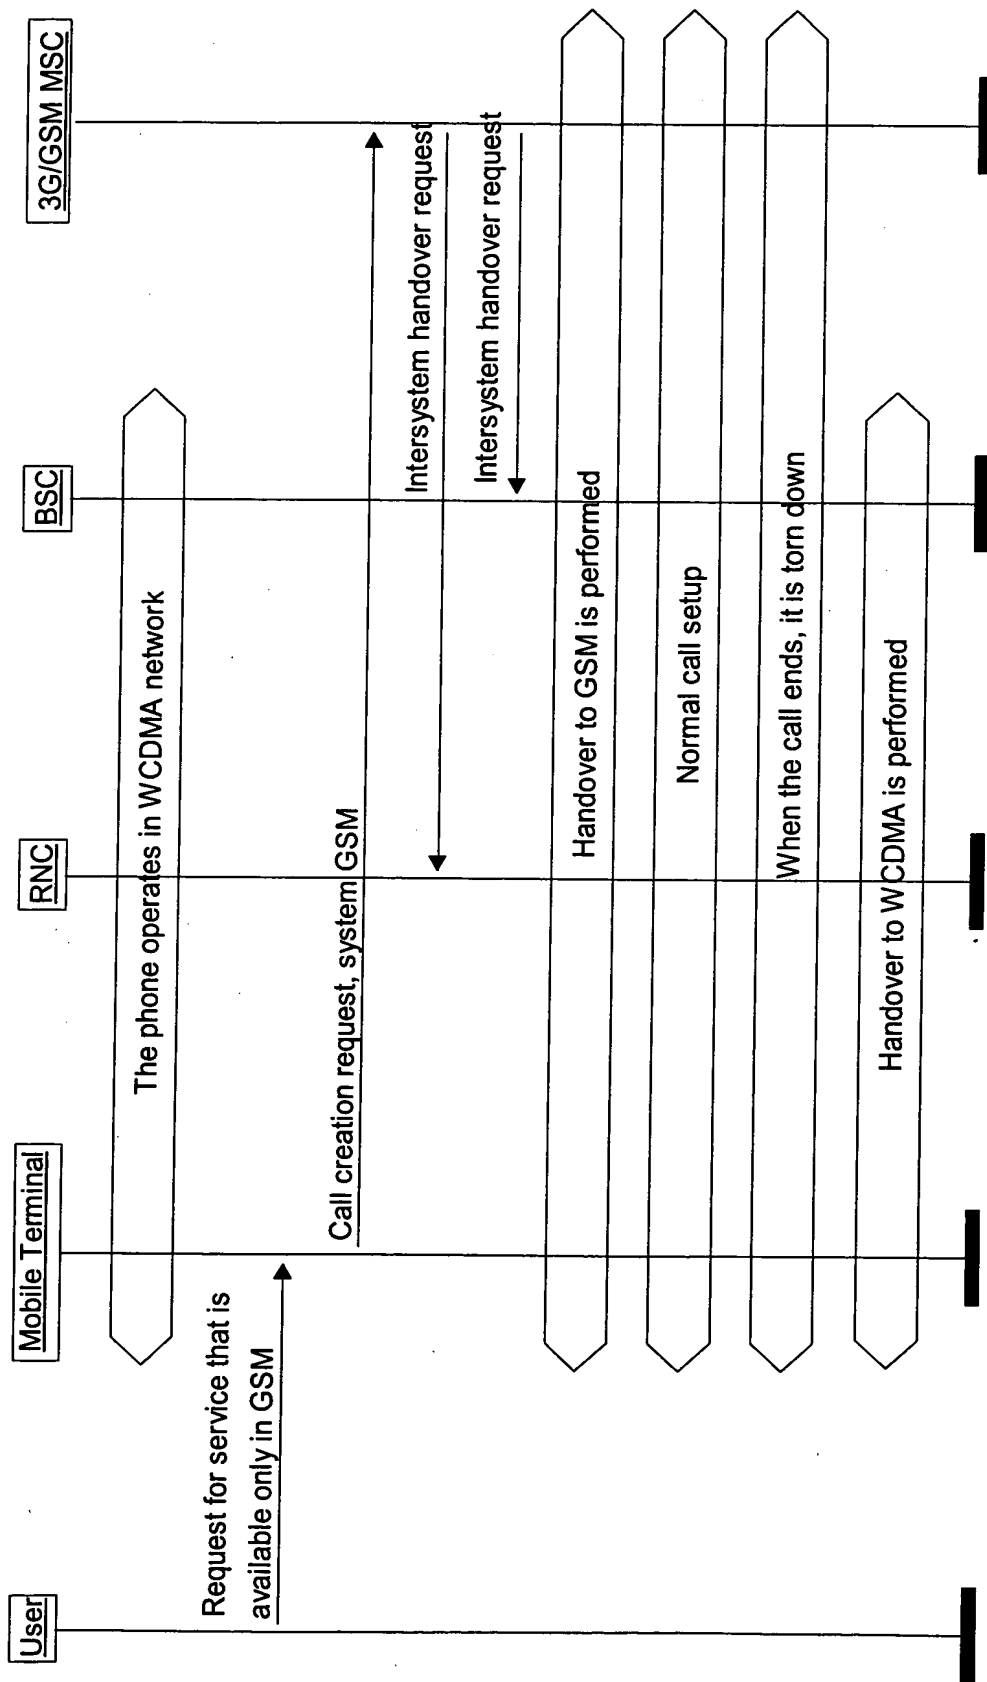 User
Mobile Terminal
RNC
BSC
3G/GSM MSC
The phone operates in WCDMA network
Request for service that is
available only in GSM
Call creation request, system GSM
Intersystem handover request
Intersystem handover request
Handover to GSM is performed
Normal call setup
When the call ends, it is torn down
Handover to WCDMA is performed